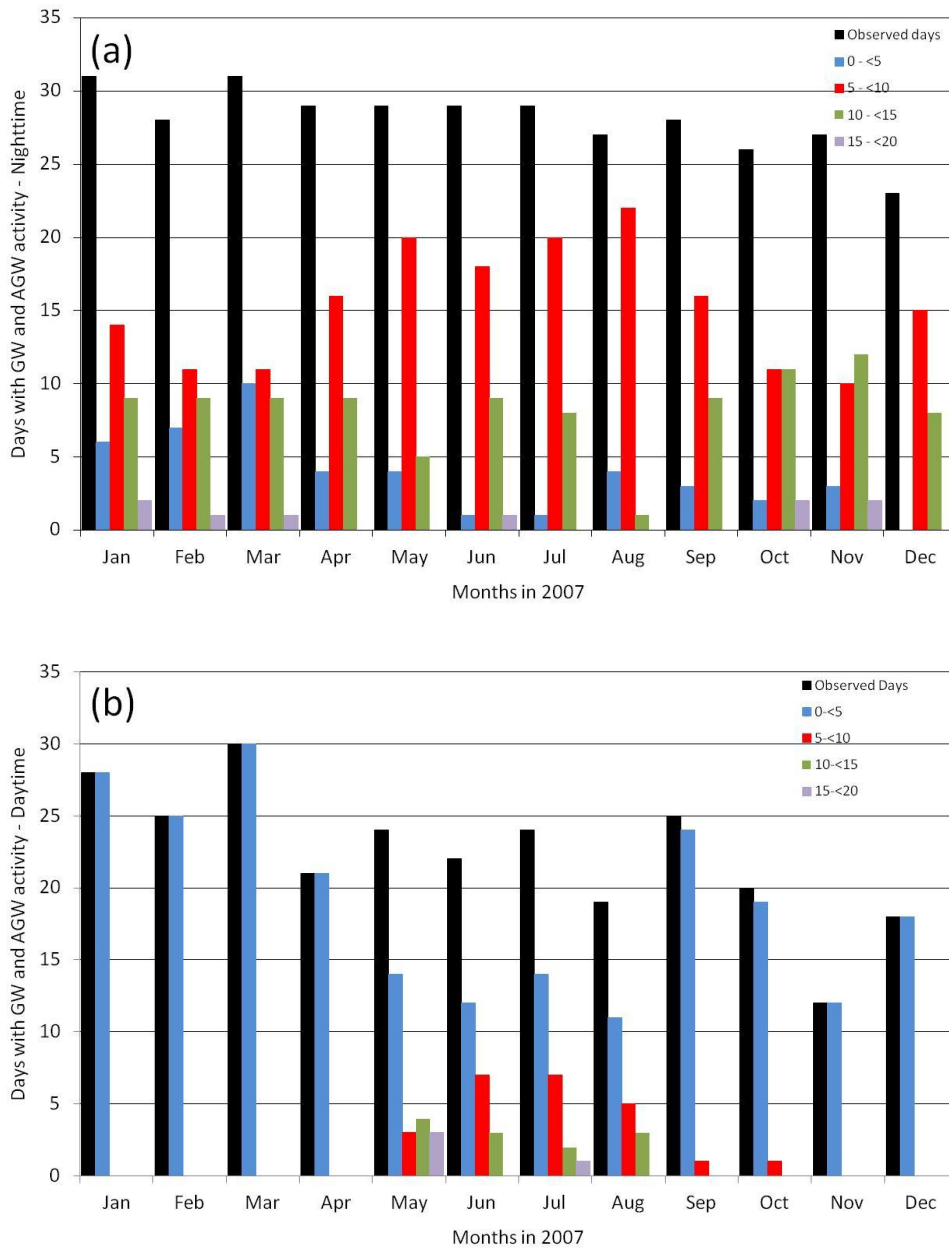 (a)
Days with GW and AGW activity - Nighttime
35
30
25
20
15
10
5
0
Observed days
0 - <5
5 - <10
10 - <15
15 - <20
Jan Feb Mar Apr May Jun Jul Aug Sep Oct Nov Dec
Months in 2007
(b)
Days with GW and AGW activity - Daytime
35
30
25
20
15
10
5
0
Observed Days
0-<5
5-<10
10-<15
15-<20
Jan Feb Mar Apr May Jun Jul Aug Sep Oct Nov Dec
Months in 2007